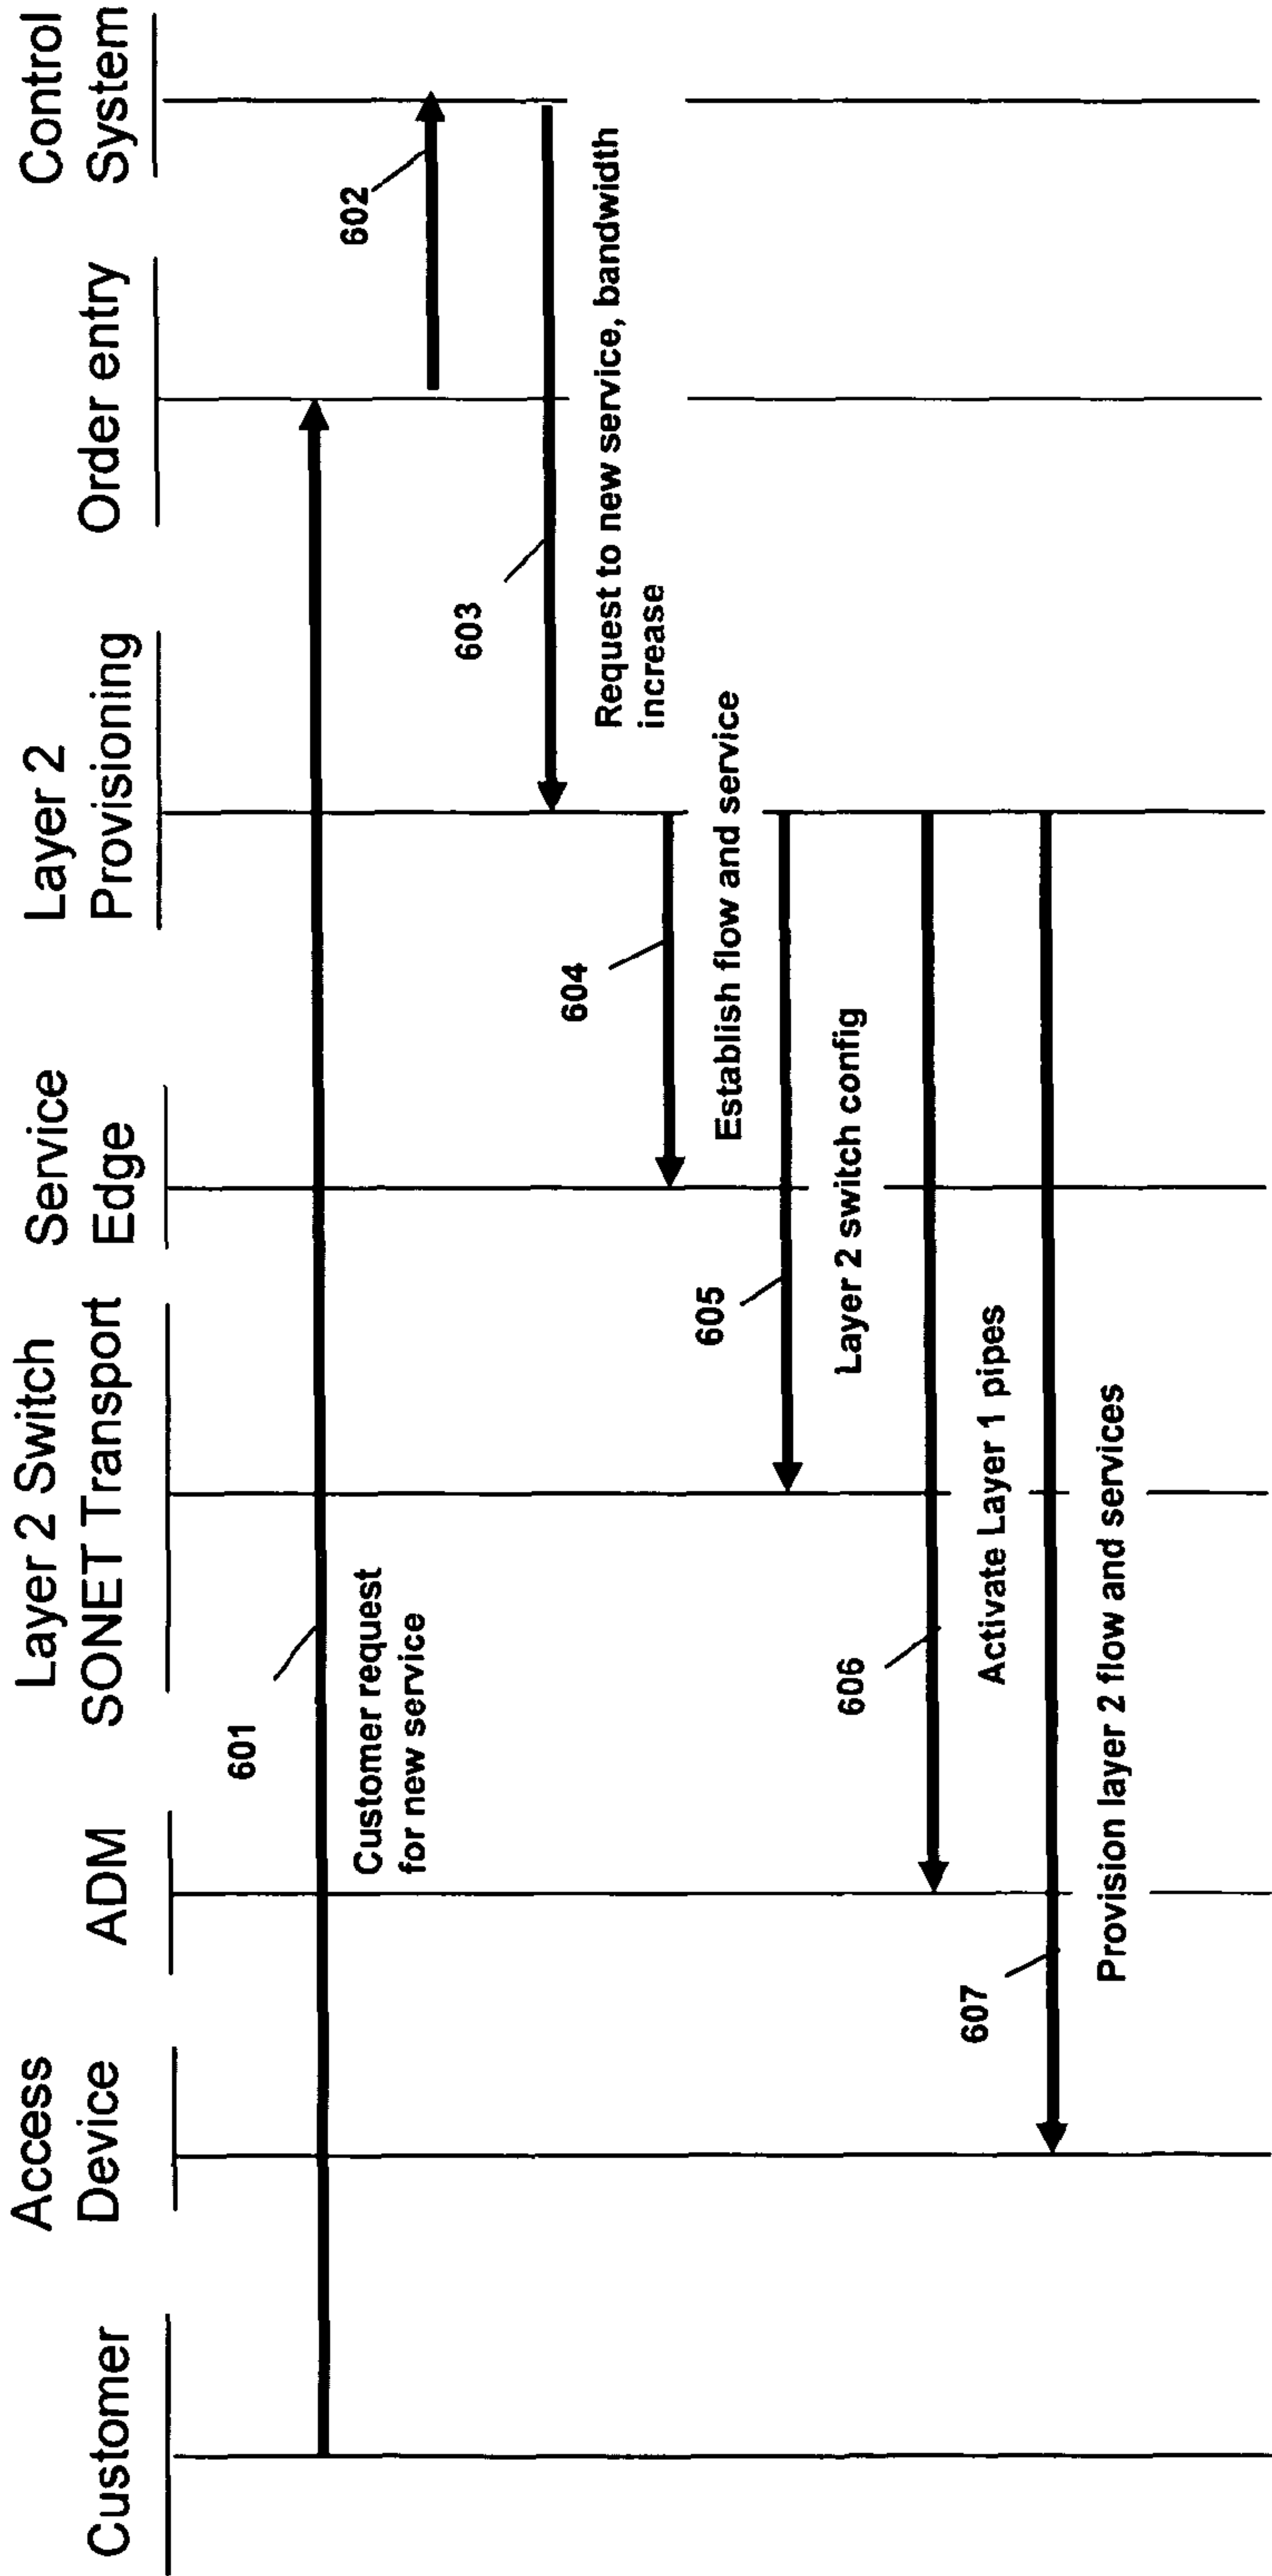 Customer
Access
Device
ADM
Layer 2 Switch
SONET Transport
Service
Edge
Layer 2
Provisioning
Order entry
Control
System
601
Customer request
for new service
602
603
Request to new service, bandwidth
increase
604
Establish flow and service
605
Layer 2 switch config
606
Activate Layer 1 pipes
607
Provision layer 2 flow and services